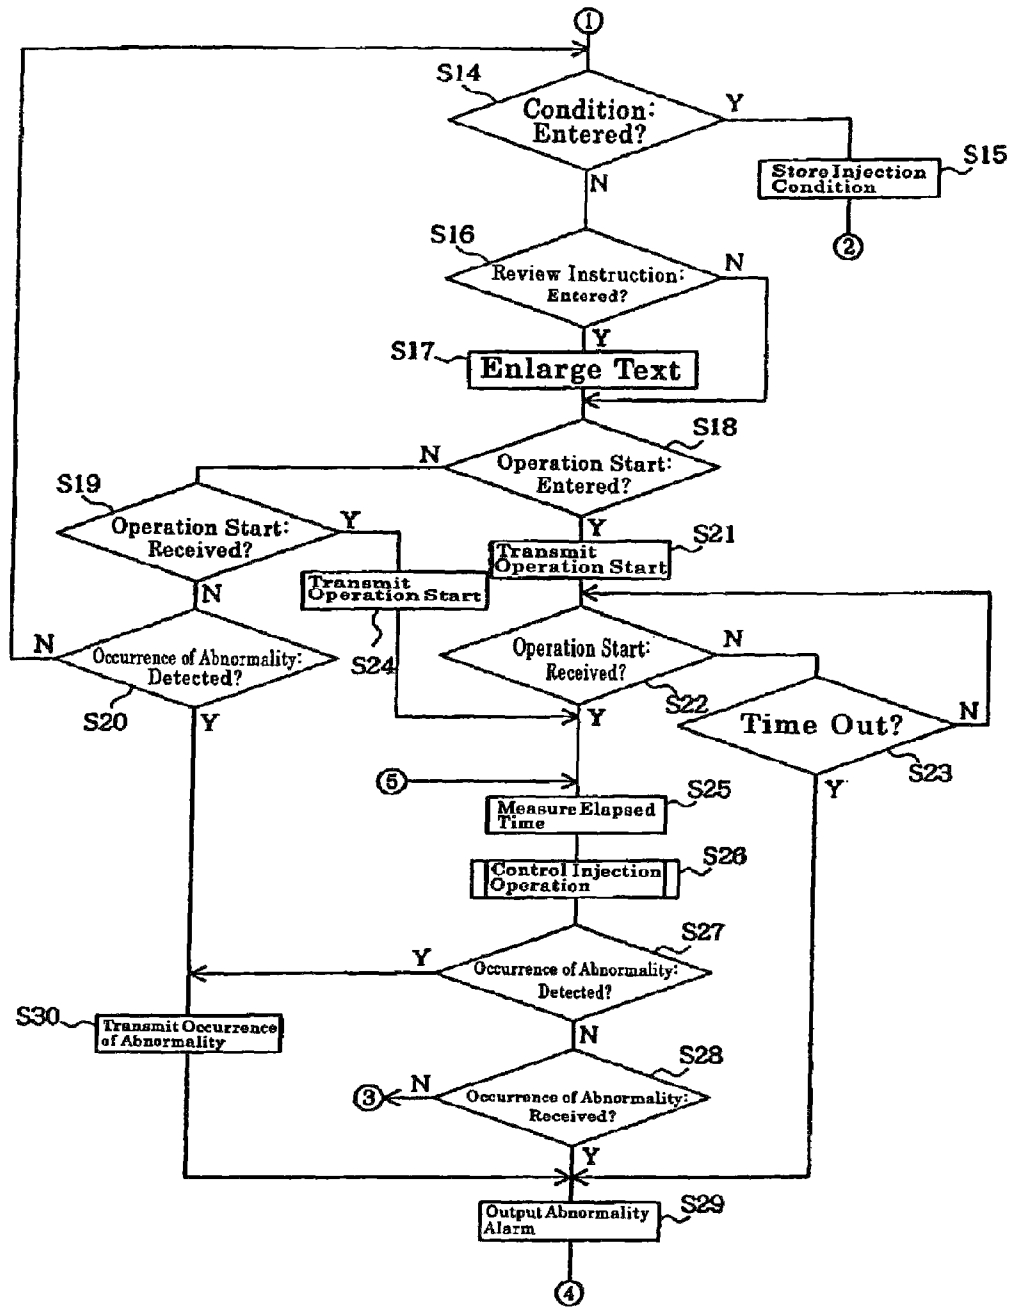 ①
S14
Condition:
Entered?
Y
N
S15
Store Injection
Condition
②
S16
Review Instruction:
Entered?
N
Y
S17
Enlarge Text
S18
Operation Start:
Entered?
N
Y
S19
Operation Start:
Received?
Y
N
S21
Transmit
Operation Start
Transmit
Operation Start
S24
N
Occurrence of Abnormality:
Detected?
S20
Y
Operation Start:
Received?
N
S22
Y
Time Out?
N
S23
Y
⑤
S25
Measure Elapsed
Time
S26
Control Injection
Operation
S27
Occurrence of Abnormality:
Detected?
Y
N
S30
Transmit Occurrence
of Abnormality
S28
Occurrence of Abnormality:
Received?
N
③
Y
S29
Output Abnormality
Alarm
④